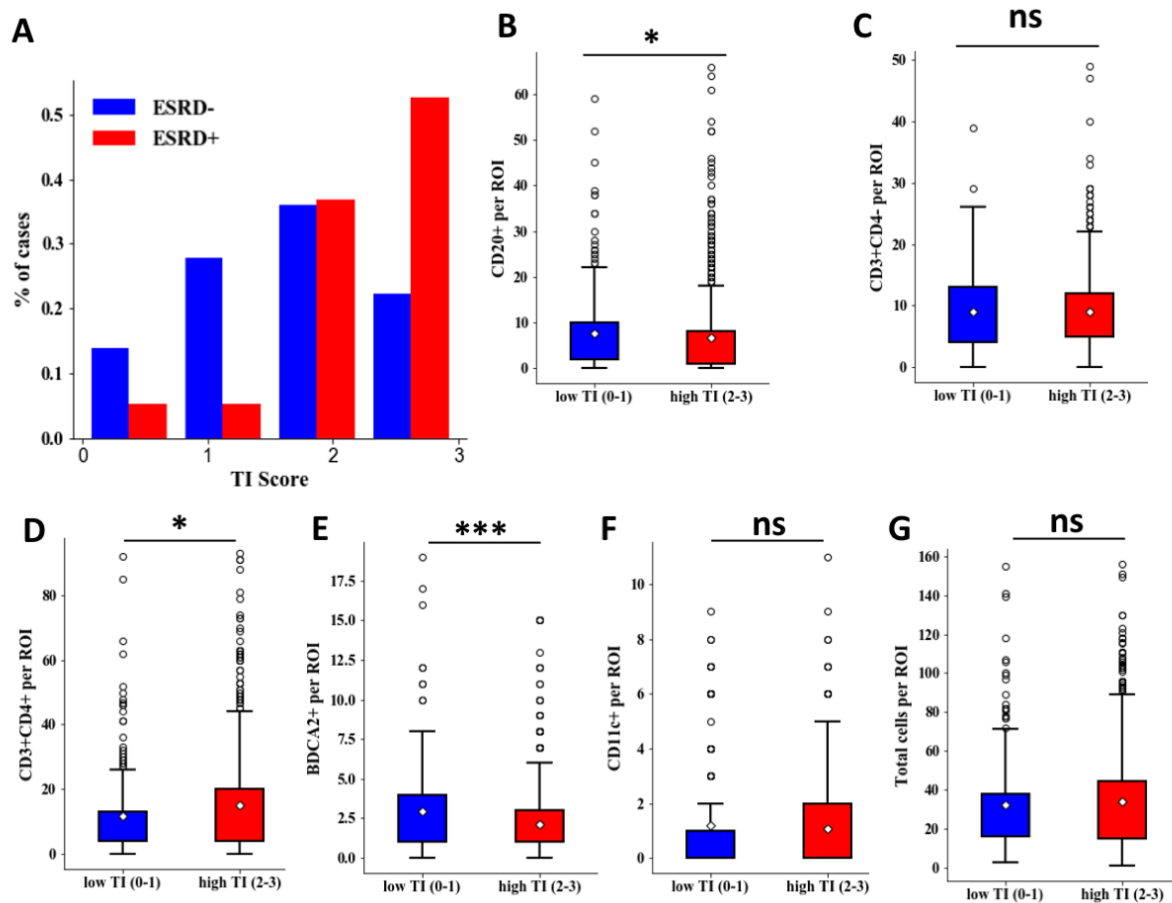 A
ESRD-
ESRD+
% of cases
0.5
0.4
0.3
0.2
0.1
0.0
0
1
2
3
TI Score
B
*
CD20+ per ROI
60
50
40
30
20
10
0
low TI (0-1)
high TI (2-3)
C
ns
CD3+CD4- per ROI
50
40
30
20
10
0
low TI (0-1)
high TI (2-3)
D
*
CD3+CD4+ per ROI
80
60
40
20
0
low TI (0-1)
high TI (2-3)
E
***
BDCA2+ per ROI
17.5
15.0
12.5
10.0
7.5
5.0
2.5
0.0
low TI (0-1)
high TI (2-3)
F
ns
CD11c+ per ROI
10
8
6
4
2
0
low TI (0-1)
high TI (2-3)
G
ns
Total cells per ROI
160
140
120
100
80
60
40
20
0
low TI (0-1)
high TI (2-3)